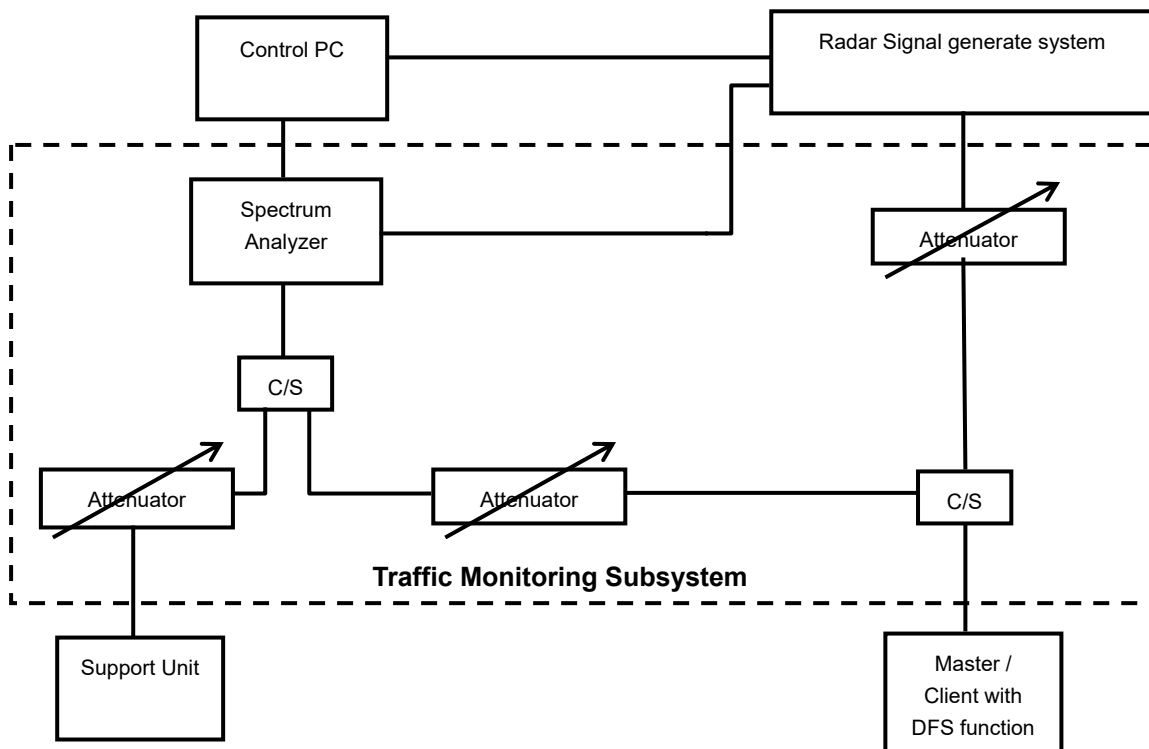 Control PC
Radar Signal generate system
Spectrum
Analyzer
Attenuator
C/S
Attenuator
Attenuator
C/S
Traffic Monitoring Subsystem
Support Unit
Master /
Client with
DFS function